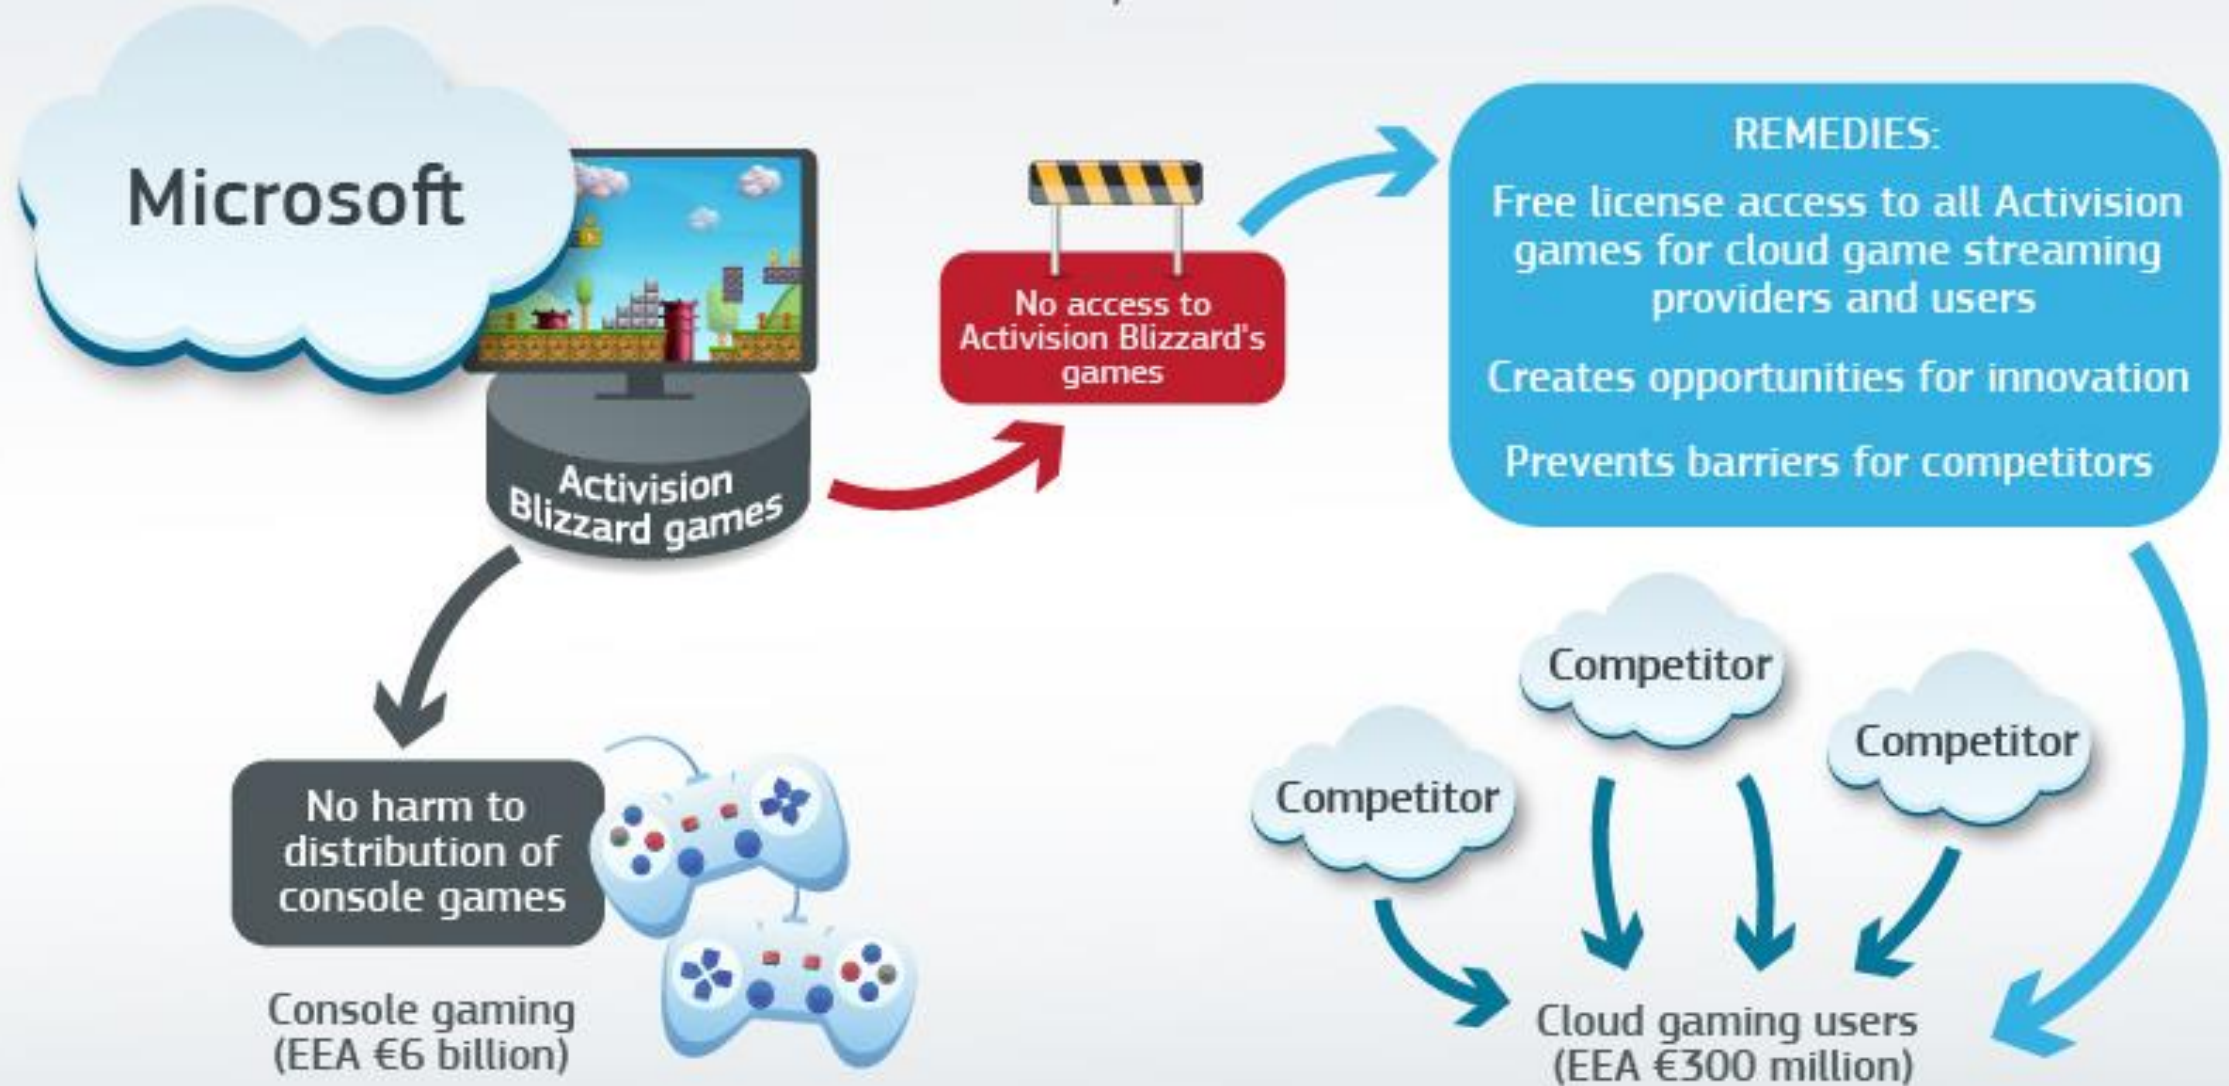 Microsoft
Activision
Blizzard games
No access to
Activision Blizzard's
games
REMEDIES:
Free license access to all Activision
games for cloud game streaming
providers and users
Creates opportunities for innovation
Prevents barriers for competitors
No harm to
distribution of
console games
Console gaming
(EEA €6 billion)
Competitor
Competitor
Competitor
Cloud gaming users
(EEA €300 million)